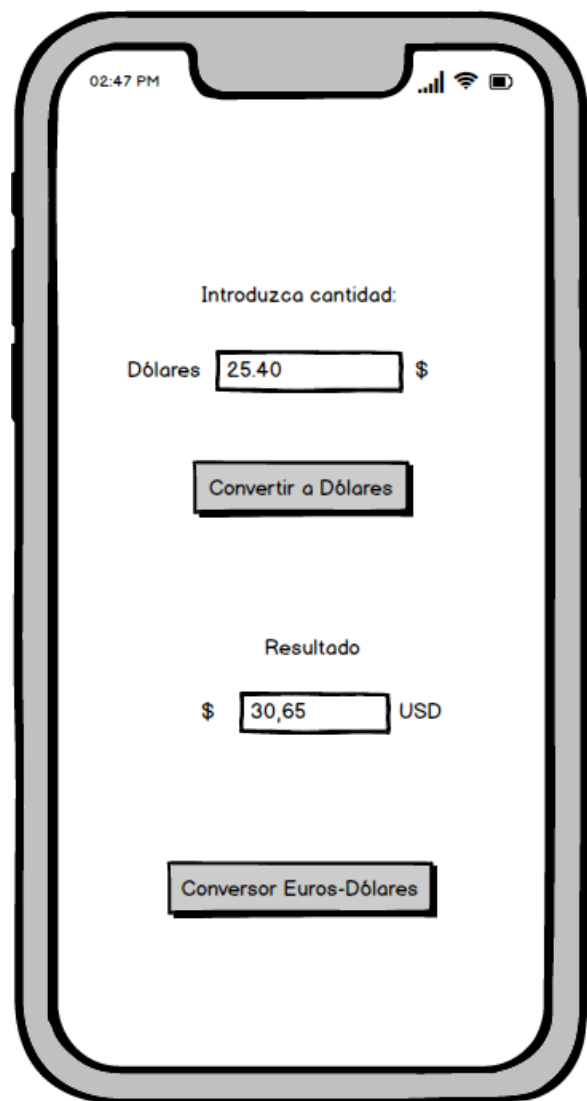 02:47 PM
Introduzca cantidad:
Dólares 25.40 $
Convertir a Dólares
Resultado
$ 30,65 USD
Conversor Euros-Dólares